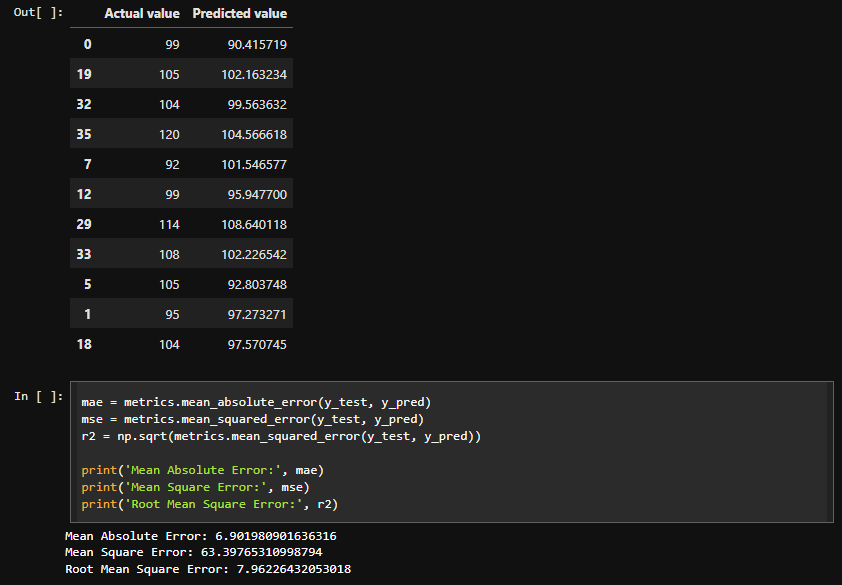 Out[ ]: Actual value Predicted value
0 99 90.415719
19 105 102.163234
32 104 99.563632
35 120 104.566618
7 92 101.546577
12 99 95.947700
29 114 108.640118
33 108 102.226542
5 105 92.803748
1 95 97.273271
18 104 97.570745
In [ ]: mae = metrics.mean_absolute_error(y_test, y_pred)
mse = metrics.mean_squared_error(y_test, y_pred)
r2 = np.sqrt(metrics.mean_squared_error(y_test, y_pred))
print('Mean Absolute Error:', mae)
print('Mean Square Error:', mse)
print('Root Mean Square Error:', r2)
Mean Absolute Error: 6.901980901636316
Mean Square Error: 63.39765310998794
Root Mean Square Error: 7.96226432053018